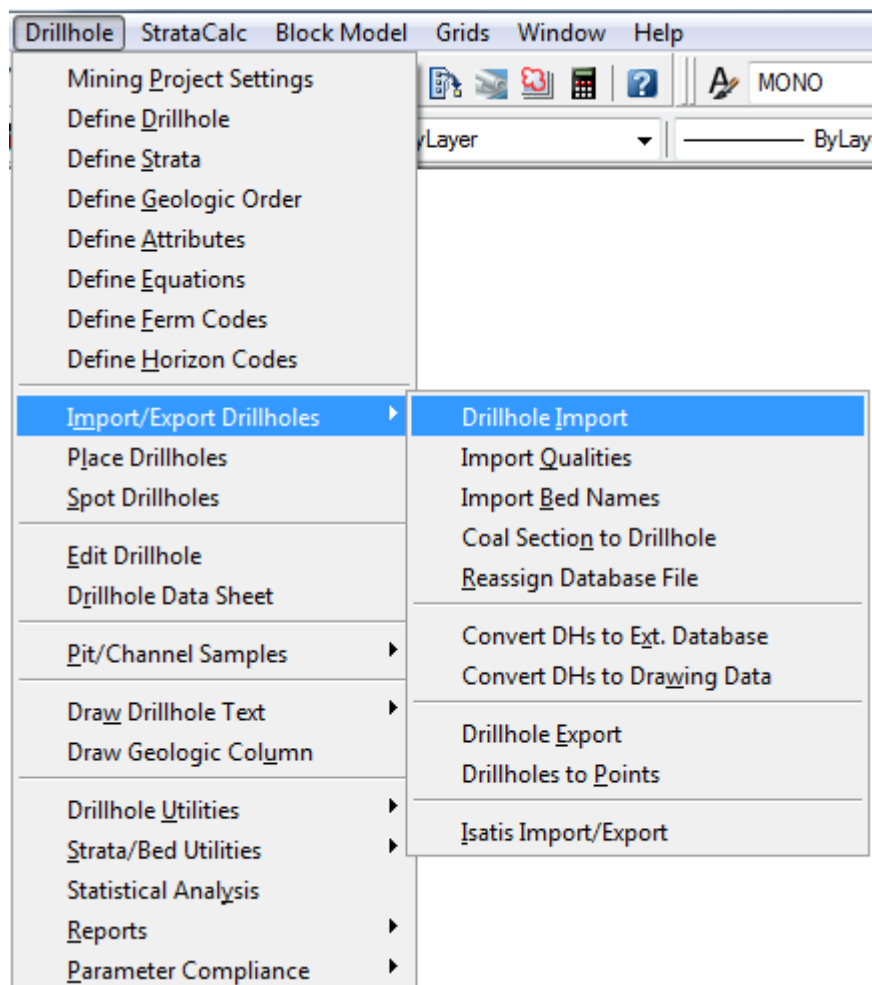 Drillhole StrataCalc Block Model Grids Window Help
MONO
yLayer ByLay
Mining Project Settings
Define Drillhole
Define Strata
Define Geologic Order
Define Attributes
Define Equations
Define Ferm Codes
Define Horizon Codes
Import/Export Drillholes
Place Drillholes
Spot Drillholes
Edit Drillhole
Drillhole Data Sheet
Pit/Channel Samples
Draw Drillhole Text
Draw Geologic Column
Drillhole Utilities
Strata/Bed Utilities
Statistical Analysis
Reports
Parameter Compliance
Drillhole Import
Import Qualities
Import Bed Names
Coal Section to Drillhole
Reassign Database File
Convert DHs to Ext. Database
Convert DHs to Drawing Data
Drillhole Export
Drillholes to Points
Isatis Import/Export